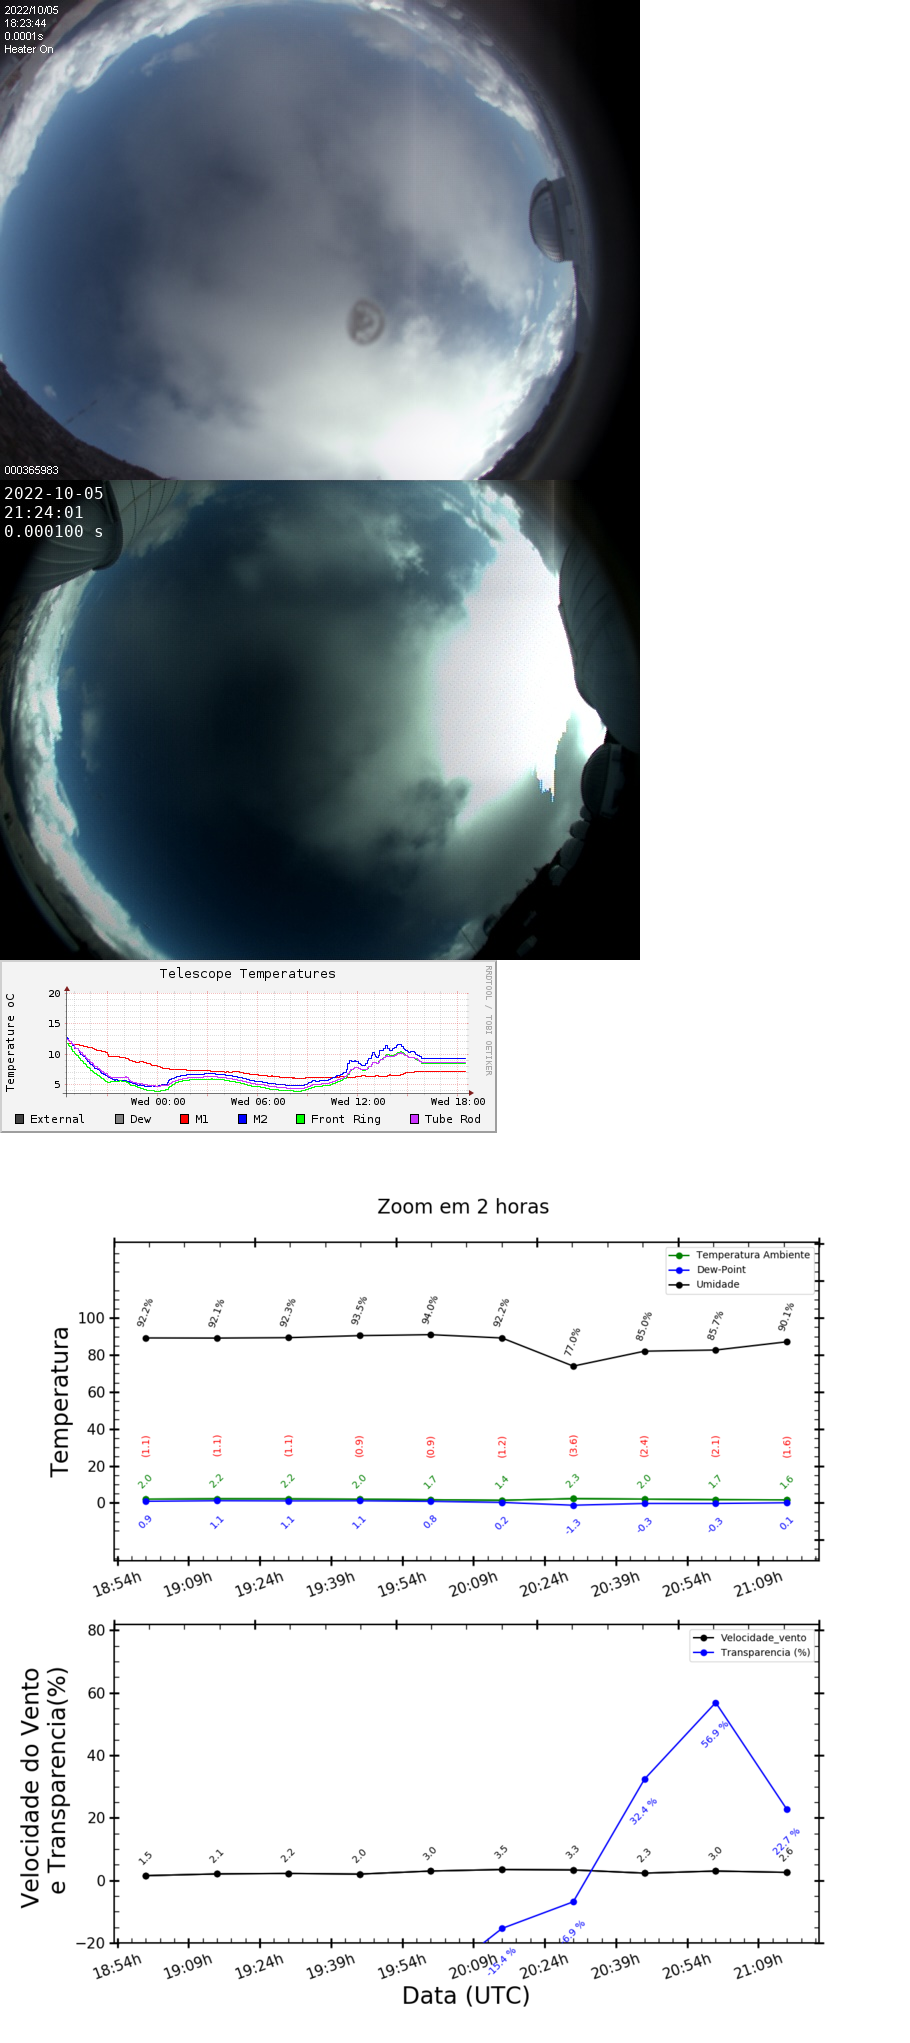 2022/10/05
18:23:44
0.0001s
Heater On
000365983
2022-10-05
21:24:01
0.000100 s
Telescope Temperatures
RRDTOOL / TOBI OETIKER
Temperature oC
20
15
10
5
Wed 00:00 Wed 06:00 Wed 12:00 Wed 18:00
External Dew M1 M2 Front Ring Tube Rod
Zoom em 2 horas
Temperatura Ambiente
Dew-Point
Umidade
Temperatura
100
80
60
40
20
0
92.2% 92.1% 92.3% 93.5% 94.0% 92.2% 77.0% 85.0% 85.7% 90.1%
(1.1) (1.1) (1.1) (0.9) (0.9) (1.2) (3.6) (2.4) (2.1) (1.6)
2.0 2.2 2.2 2.0 1.7 1.4 2.3 2.0 1.7 1.6
0.9 1.1 1.1 1.1 0.8 0.2 -1.3 -0.3 -0.3 0.1
18:54h 19:09h 19:24h 19:39h 19:54h 20:09h 20:24h 20:39h 20:54h 21:09h
Velocidade_vento
Transparencia (%)
Velocidade do Vento
e Transparencia(%)
80
60
40
20
0
−20
1.5 2.1 2.2 2.0 3.0 3.5 3.3 2.3 3.0 2.6
-15.4 % -6.9 % 32.4 % 56.9 % 22.7 %
18:54h 19:09h 19:24h 19:39h 19:54h 20:09h 20:24h 20:39h 20:54h 21:09h
Data (UTC)